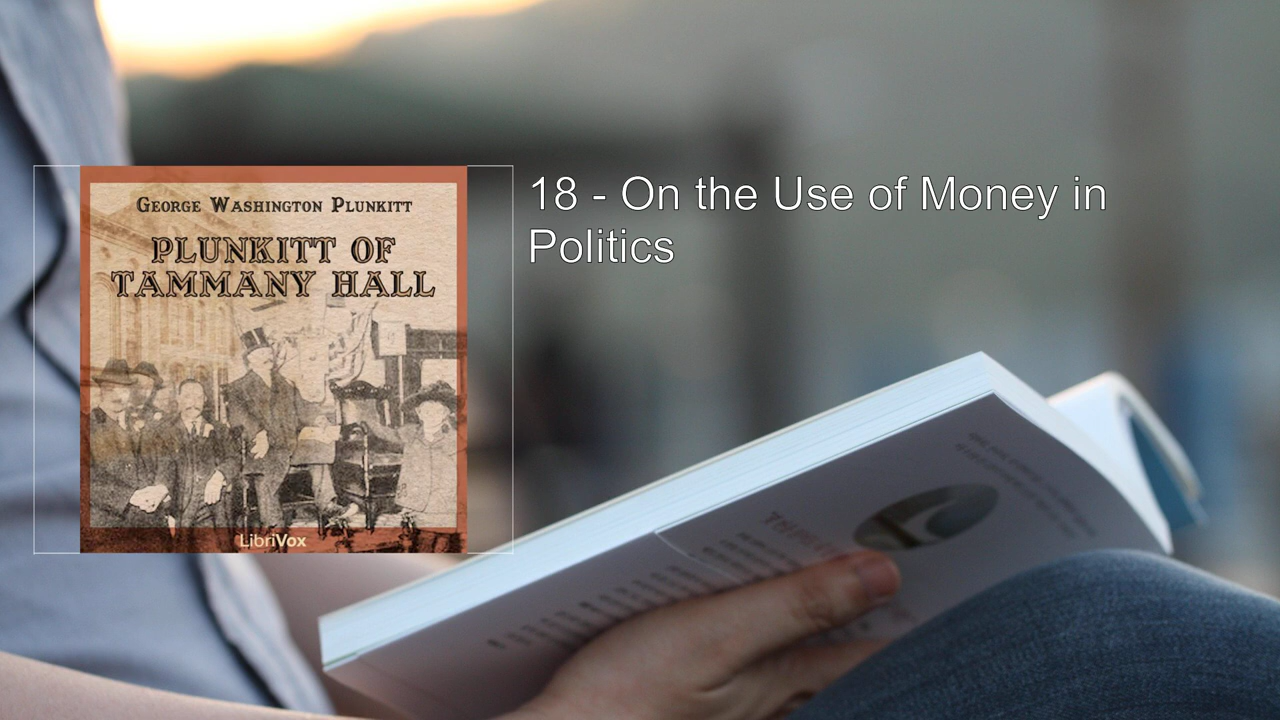 GEORGE WASHINGTON PLUNKITT
PLUNKITT OF
TAMMANY HALL
LibriVox
18 - On the Use of Money in
Politics